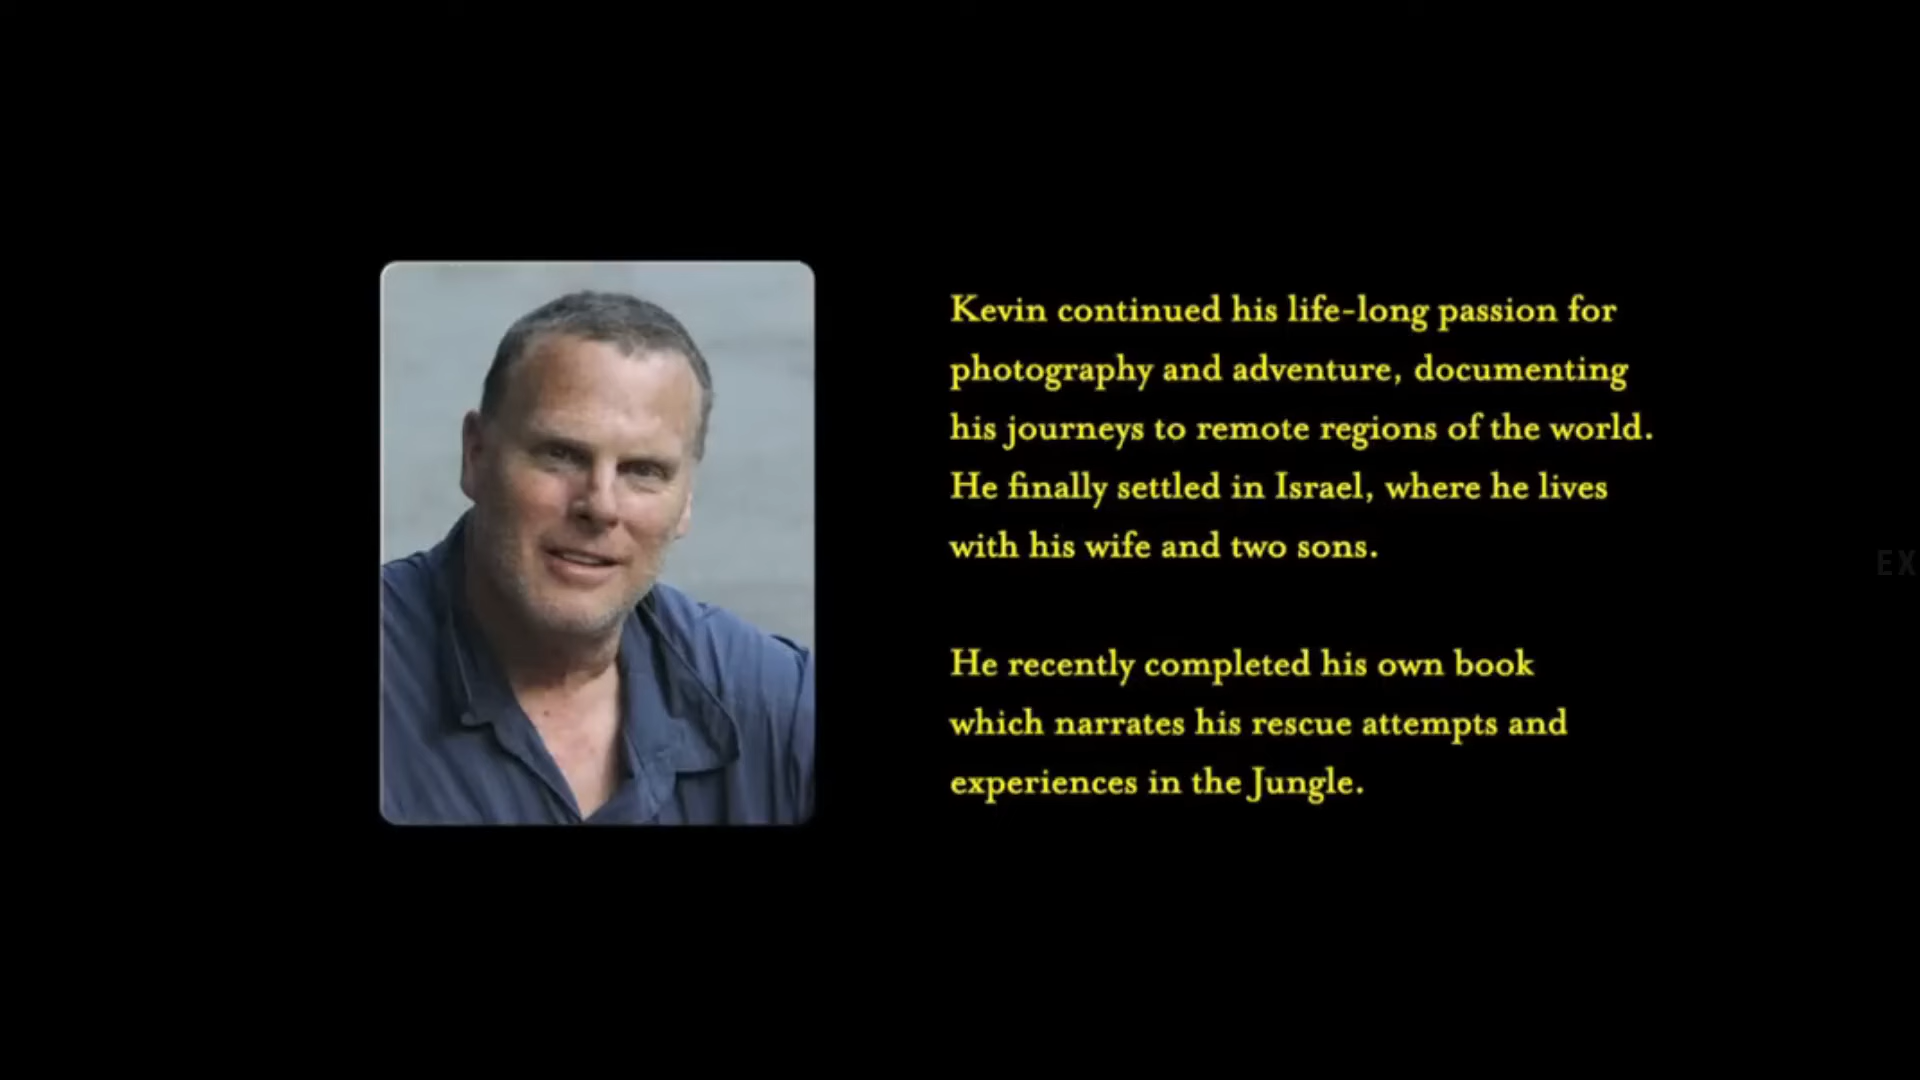 Kevin continued his life-long passion for
photography and adventure, documenting
his journeys to remote regions of the world.
He finally settled in Israel, where he lives
with his wife and two sons.
He recently completed his own book
which narrates his rescue attempts and
experiences in the Jungle.
EX